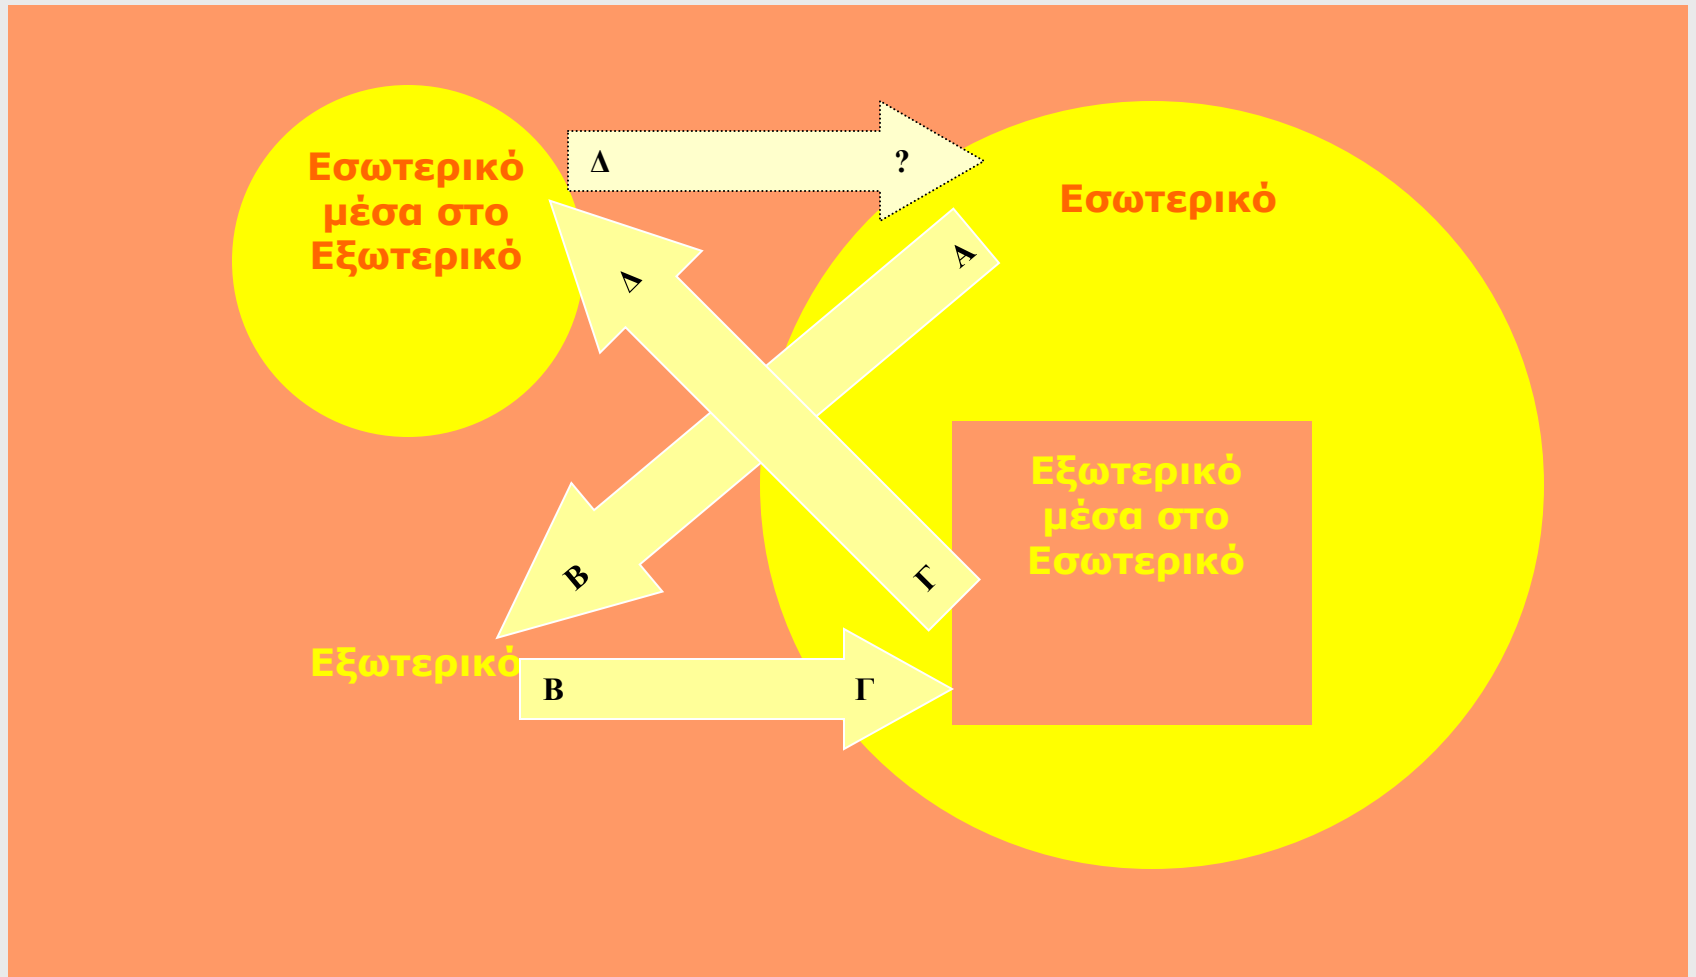 Εσωτερικό
μέσα στο
Εξωτερικό
Δ ?
Εσωτερικό
Α
Δ
Εξωτερικό
μέσα στο
Εσωτερικό
Β
Γ
Εξωτερικό
Β Γ